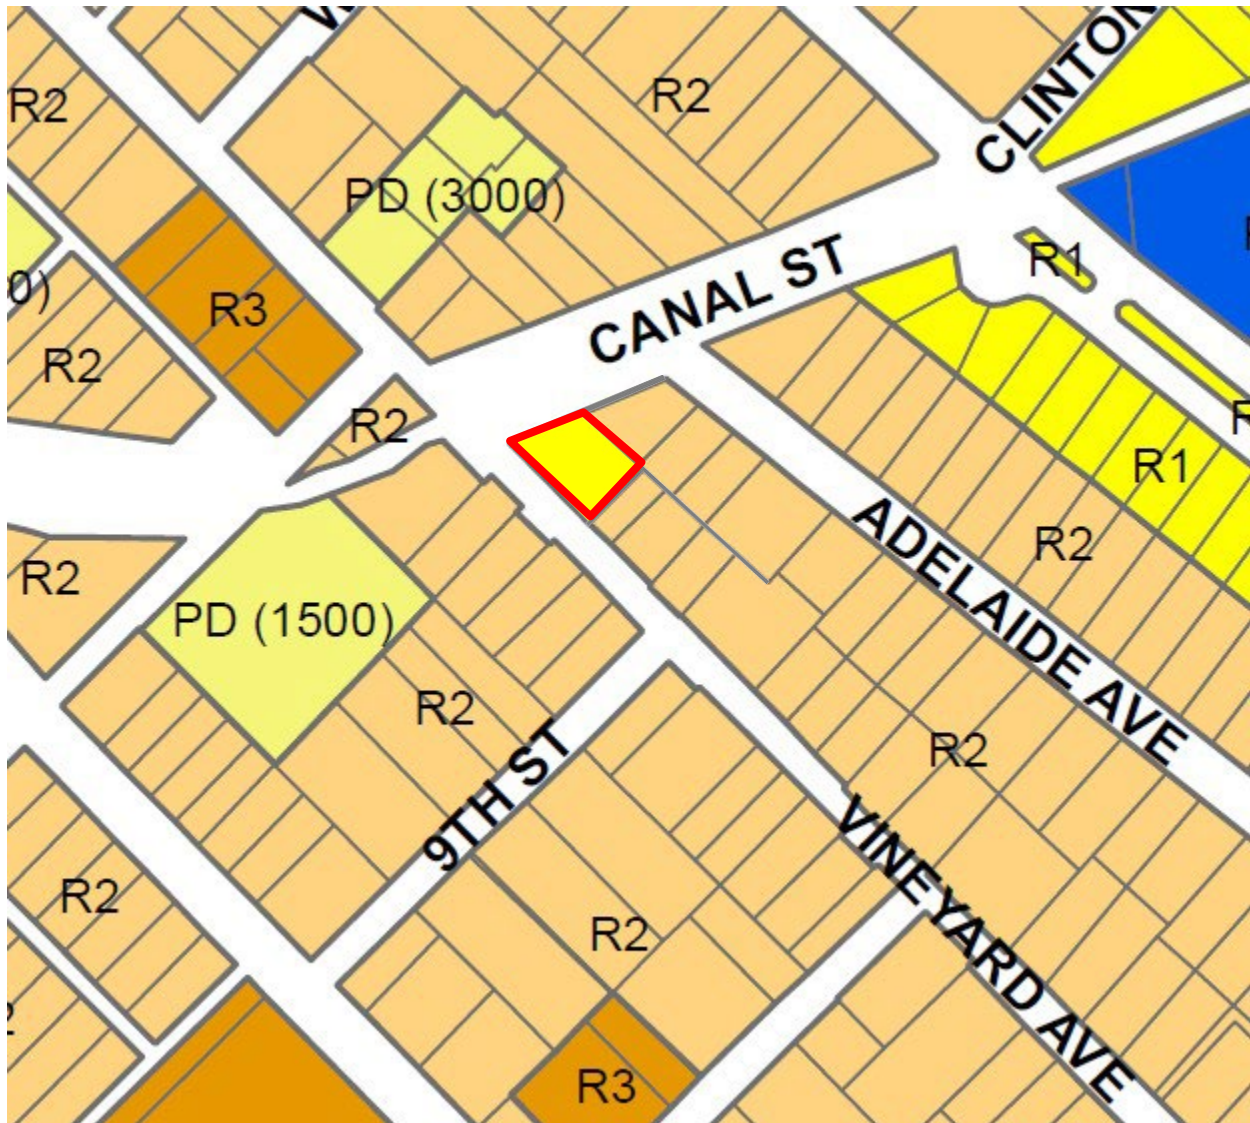 R2
R2
CLINTON
PD (3000)
R1
0)
R3
CANAL ST
R2
R2
R1
R2
R2
PD (1500)
ADELAIDE AVE
R2
R2
9TH ST
VINEYARD AVE
R2
R2
R3